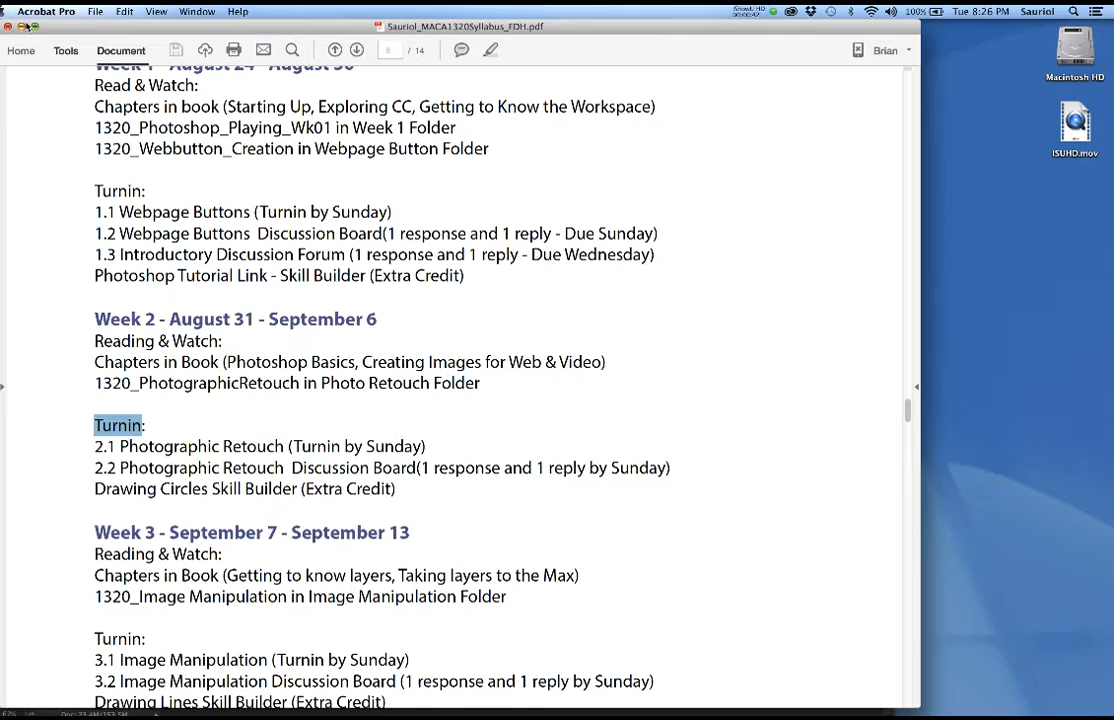 Acrobat Pro File Edit View Window Help 100% Tue 8:26 PM Sauriol
Sauriol_MACA1320Syllabus_FDH.pdf
Home Tools Document 8 / 14 Brian
Week 1 - August 24 - August 30
Read & Watch:
Chapters in book (Starting Up, Exploring CC, Getting to Know the Workspace)
1320_Photoshop_Playing_Wk01 in Week 1 Folder
1320_Webbutton_Creation in Webpage Button Folder
Turnin:
1.1 Webpage Buttons (Turnin by Sunday)
1.2 Webpage Buttons Discussion Board(1 response and 1 reply - Due Sunday)
1.3 Introductory Discussion Forum (1 response and 1 reply - Due Wednesday)
Photoshop Tutorial Link - Skill Builder (Extra Credit)
Week 2 - August 31 - September 6
Reading & Watch:
Chapters in Book (Photoshop Basics, Creating Images for Web & Video)
1320_PhotographicRetouch in Photo Retouch Folder
Turnin:
2.1 Photographic Retouch (Turnin by Sunday)
2.2 Photographic Retouch Discussion Board(1 response and 1 reply by Sunday)
Drawing Circles Skill Builder (Extra Credit)
Week 3 - September 7 - September 13
Reading & Watch:
Chapters in Book (Getting to know layers, Taking layers to the Max)
1320_Image Manipulation in Image Manipulation Folder
Turnin:
3.1 Image Manipulation (Turnin by Sunday)
3.2 Image Manipulation Discussion Board (1 response and 1 reply by Sunday)
Drawing Lines Skill Builder (Extra Credit)
Macintosh HD
ISUHD.mov